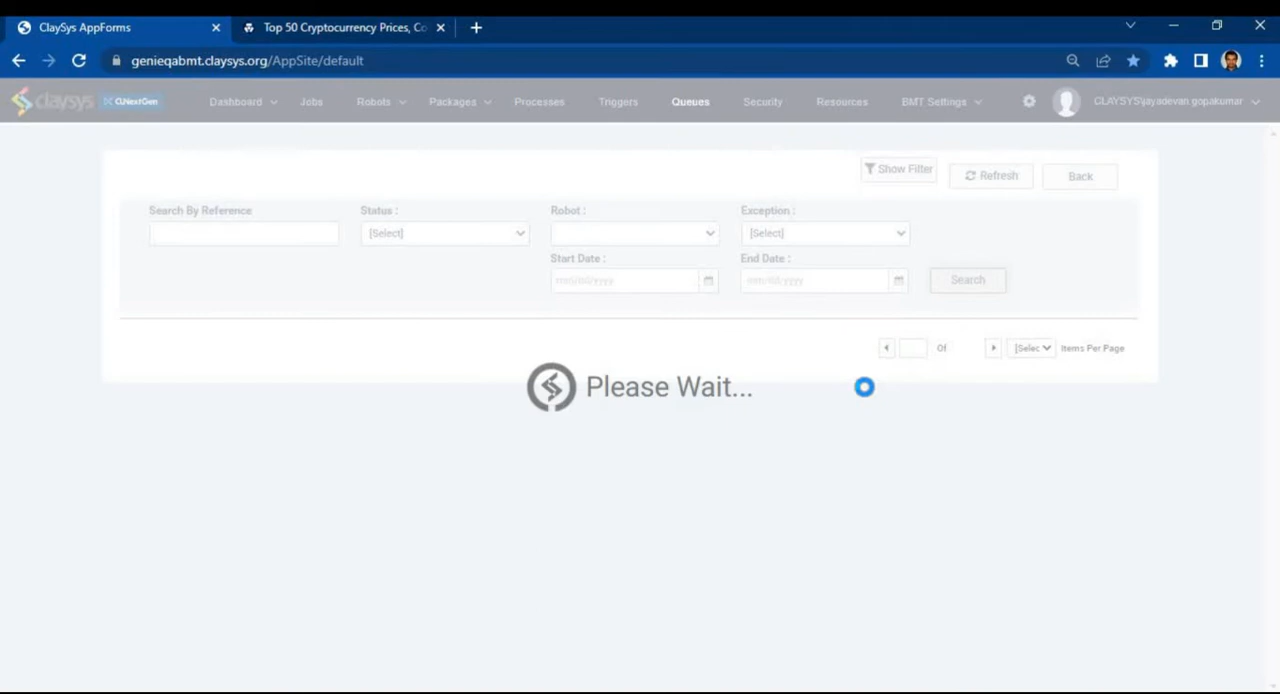 ClaySys AppForms
Top 50 Cryptocurrency Prices, Co
genieqabmt.claysys.org/AppSite/default
claysys
Dashboard
Jobs
Robots
Packages
Processes
Triggers
Queues
Security
Resources
BMT Settings
CLAYSYS\jayadevan.gopakumar
Show Filter
Refresh
Back
Search By Reference
Status :
Robot :
Exception :
[Select]
[Select]
Start Date :
End Date :
mm/dd/yyyy
mm/dd/yyyy
Search
Of
[Selec
Items Per Page
Please Wait...